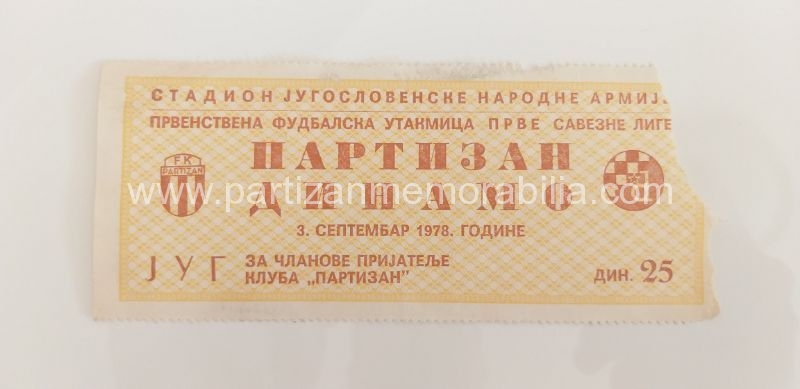 СТАДИОН ЈУГОСЛОВЕНСКЕ НАРОДНЕ АРМИЈЕ
ПРВЕНСТВЕНА ФУДБАЛСКА УТАКМИЦА ПРВЕ САВЕЗНЕ ЛИГЕ
FK
PARTIZAN
ПАРТИЗАН
www.partizanmemorabilia.com
ДИНАМО
3. СЕПТЕМБАР 1978. ГОДИНЕ
ЈУГ
ЗА ЧЛАНОВЕ ПРИЈАТЕЉЕ
КЛУБА „ПАРТИЗАН”
ДИН. 25